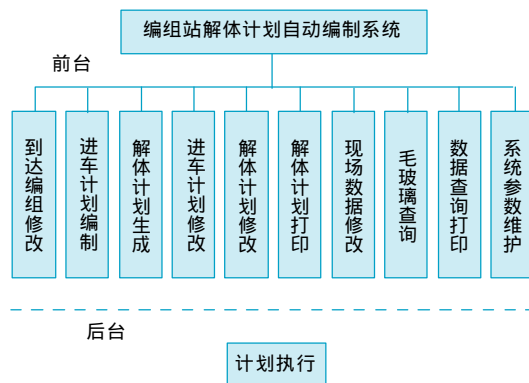 编组站解体计划自动编制系统
前台
到达编组修改
进车计划编制
解体计划生成
进车计划修改
解体计划修改
解体计划打印
现场数据修改
毛玻璃查询
数据查询打印
系统参数维护
后台
计划执行